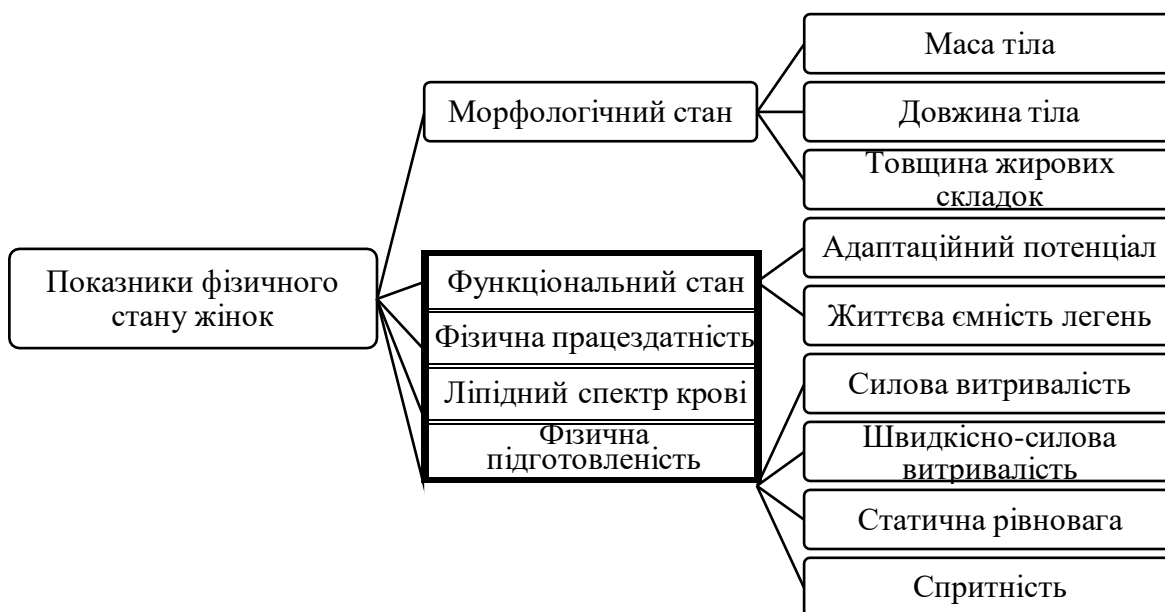 Показники фізичного
стану жінок
Морфологічний стан
Функціональний стан
Фізична працездатність
Ліпідний спектр крові
Фізична
підготовленість
Маса тіла
Довжина тіла
Товщина жирових
складок
Адаптаційний потенціал
Життєва ємність легень
Силова витривалість
Швидкісно-силова
витривалість
Статична рівновага
Спритність